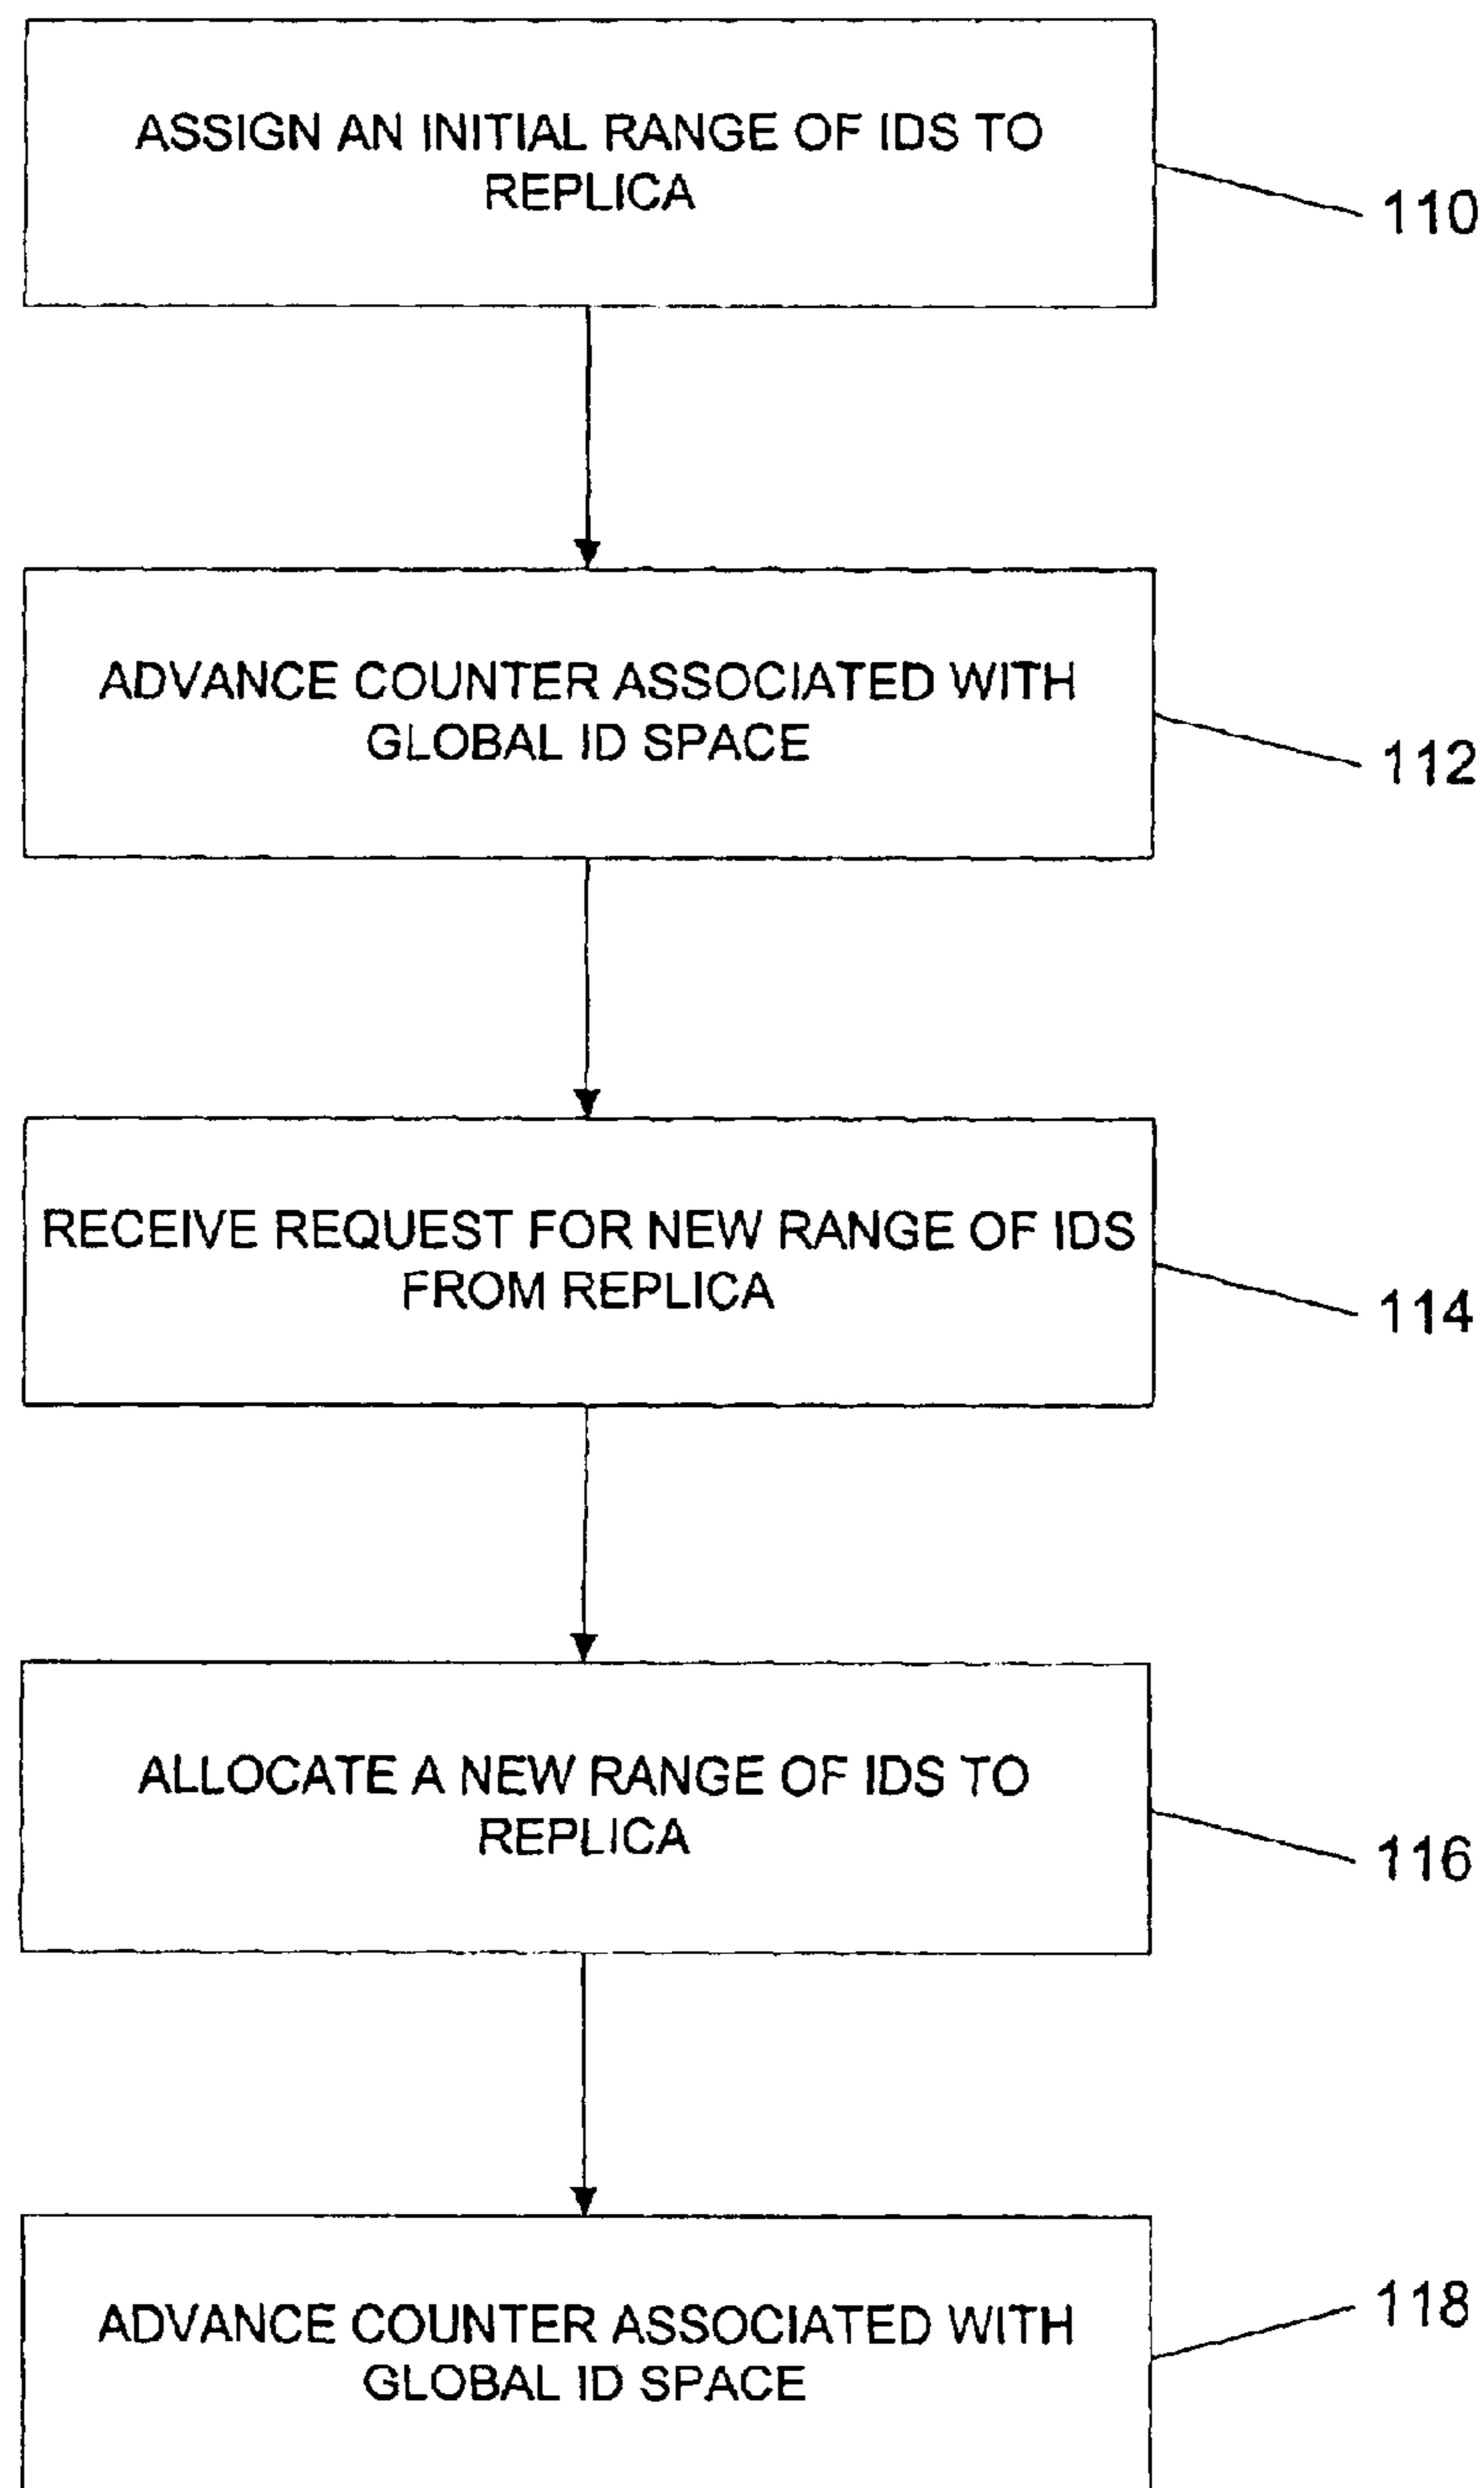 ASSIGN AN INITIAL RANGE OF IDS TO
REPLICA
110
ADVANCE COUNTER ASSOCIATED WITH
GLOBAL ID SPACE
112
RECEIVE REQUEST FOR NEW RANGE OF IDS
FROM REPLICA
114
ALLOCATE A NEW RANGE OF IDS TO
REPLICA
116
ADVANCE COUNTER ASSOCIATED WITH
GLOBAL ID SPACE
118